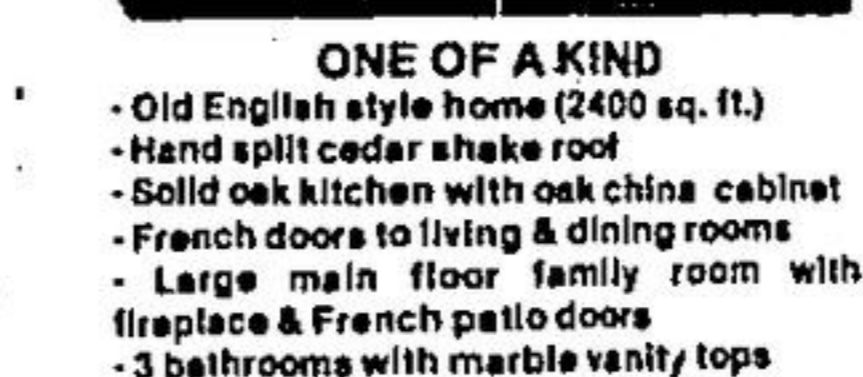 ONE OF A KIND
- Old English style home (2400 sq. ft.)
- Hand split cedar shake roof
- Solid oak kitchen with oak china cabinet
- French doors to living & dining rooms
- Large main floor family room with
fireplace & French patio doors
- 3 bathrooms with marble vanity tops